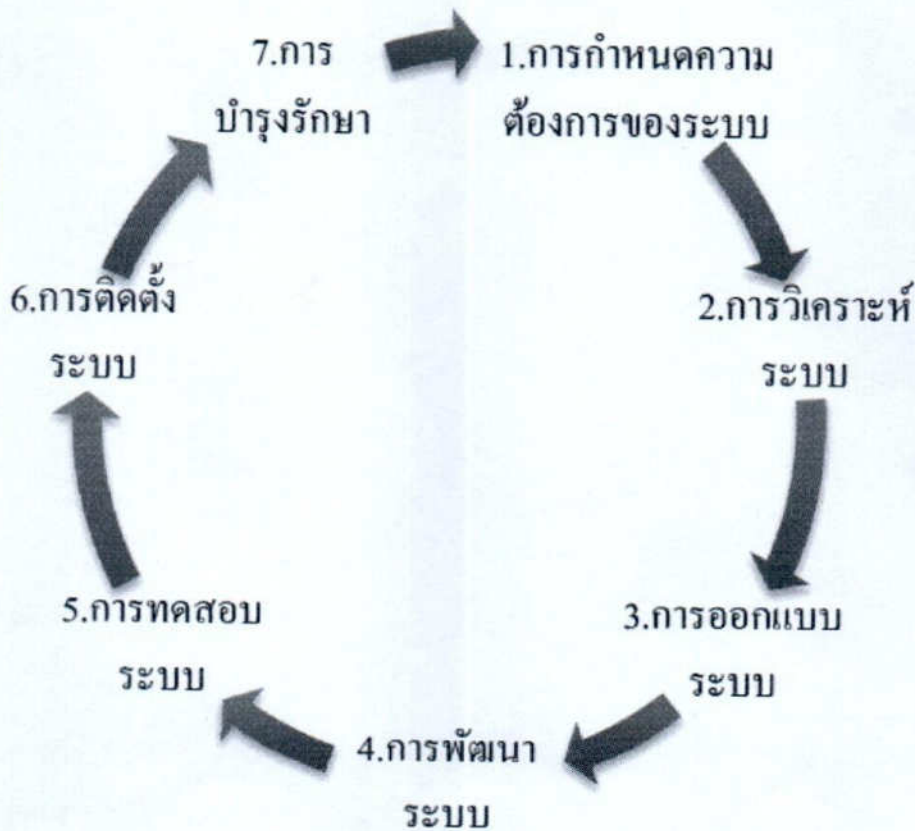 1.การกำหนดความ
ต้องการของระบบ
2.การวิเคราะห์
ระบบ
3.การออกแบบ
ระบบ
4.การพัฒนา
ระบบ
5.การทดสอบ
ระบบ
6.การติดตั้ง
ระบบ
7.การ
บำรุงรักษา